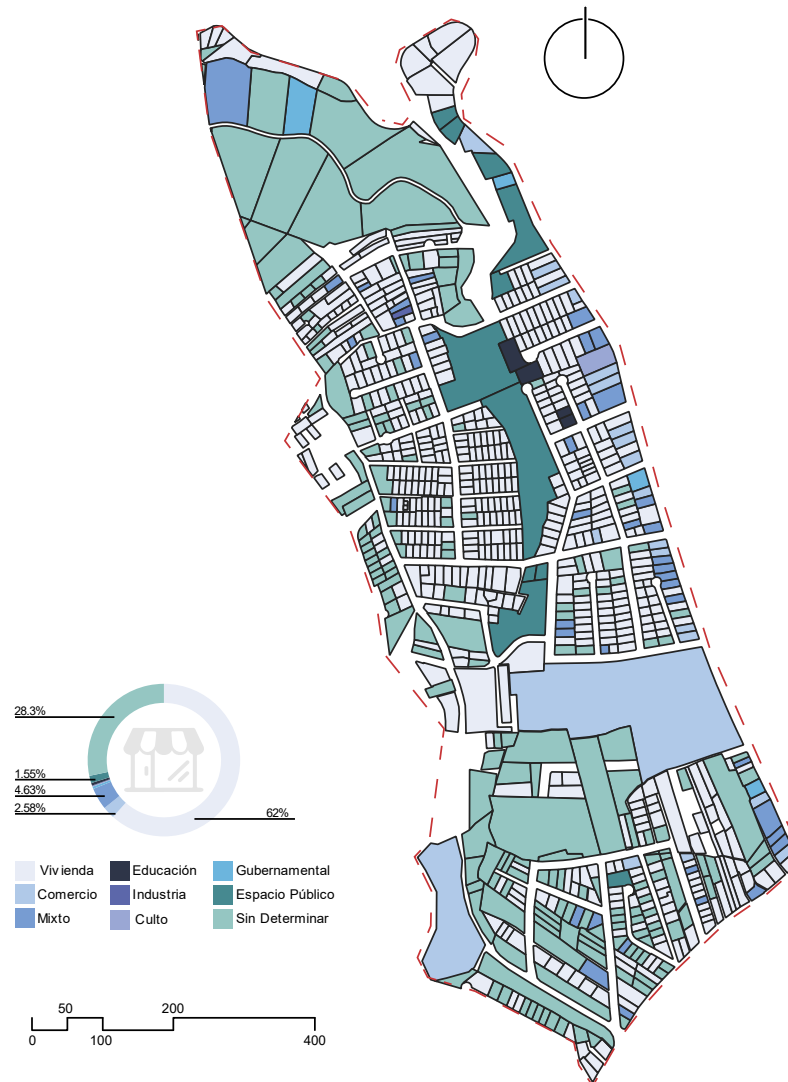 28.3%
1.55%
4.63%
2.58%
62%
Vivienda Educación Gubernamental
Comercio Industria Espacio Público
Mixto Culto Sin Determinar
50 200
0 100 400